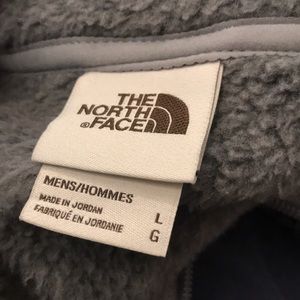 THE
NORTH
®FACE
MENS/HOMMES
MADE IN JORDAN L
FABRIQUÉ EN JORDANIE G